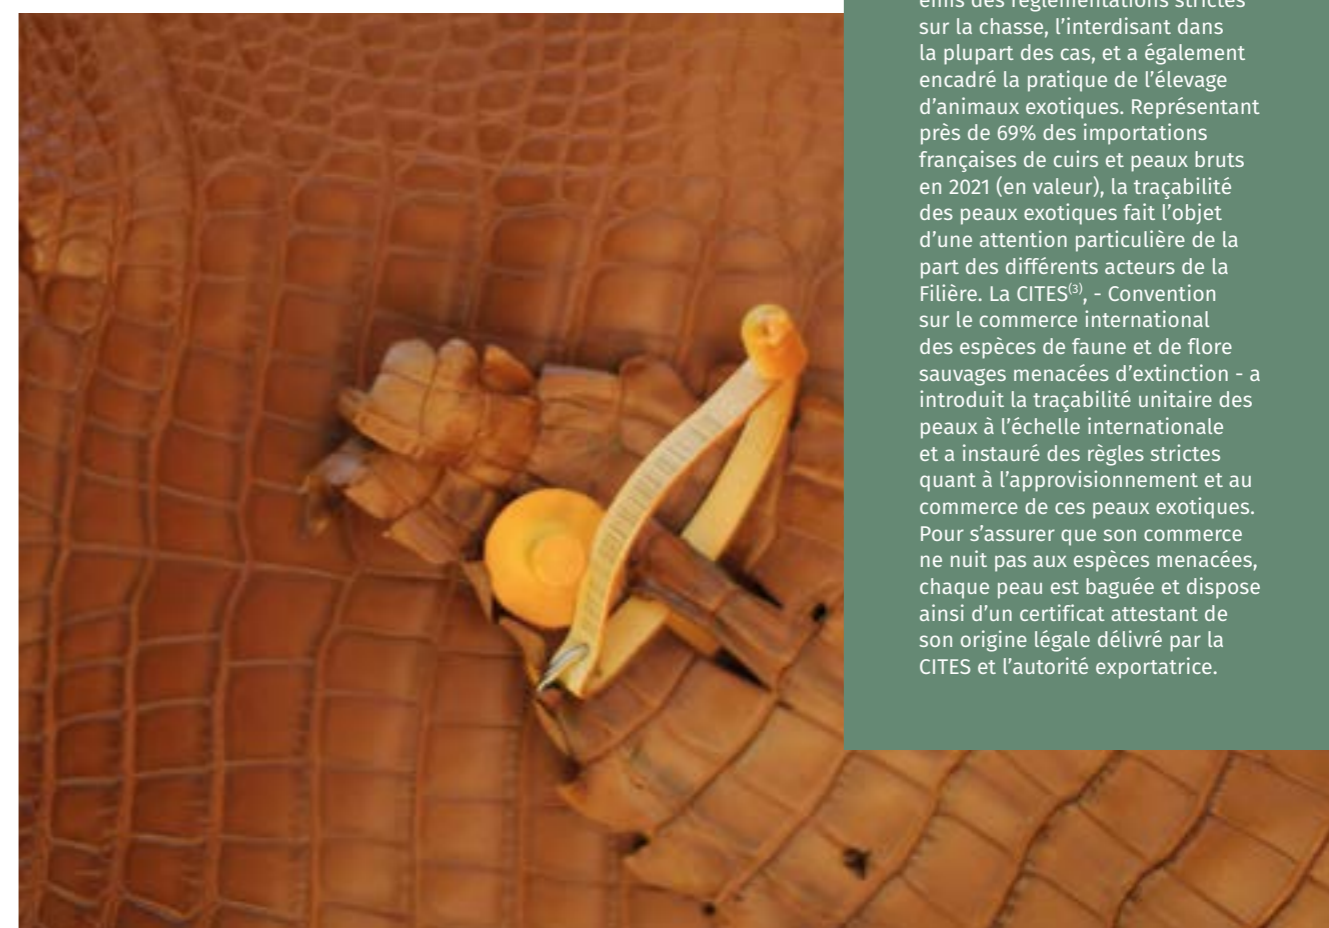 émis des réglementations strictes
sur la chasse, l’interdisant dans
la plupart des cas, et a également
encadré la pratique de l’élevage
d’animaux exotiques. Représentant
près de 69% des importations
françaises de cuirs et peaux bruts
en 2021 (en valeur), la traçabilité
des peaux exotiques fait l’objet
d’une attention particulière de la
part des différents acteurs de la
Filière. La CITES⁽³⁾, - Convention
sur le commerce international
des espèces de faune et de flore
sauvages menacées d’extinction - a
introduit la traçabilité unitaire des
peaux à l’échelle internationale
et a instauré des règles strictes
quant à l’approvisionnement et au
commerce de ces peaux exotiques.
Pour s’assurer que son commerce
ne nuit pas aux espèces menacées,
chaque peau est baguée et dispose
ainsi d’un certificat attestant de
son origine légale délivré par la
CITES et l’autorité exportatrice.